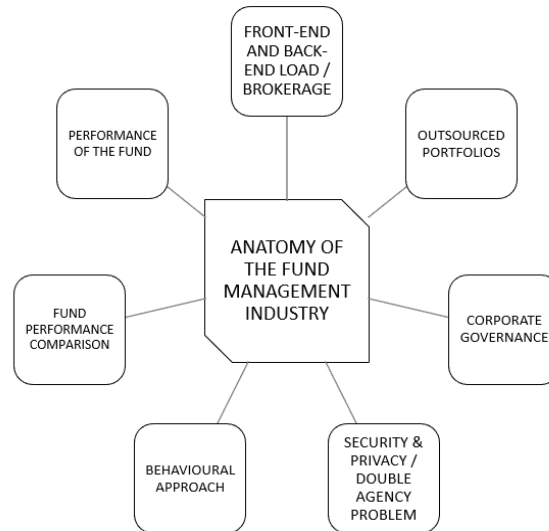 FRONT-END
AND BACK-
END LOAD /
BROKERAGE
PERFORMANCE
OF THE FUND
OUTSOURCED
PORTFOLIOS
ANATOMY OF
THE FUND
MANAGEMENT
INDUSTRY
FUND
PERFORMANCE
COMPARISON
CORPORATE
GOVERNANCE
BEHAVIOURAL
APPROACH
SECURITY &
PRIVACY /
DOUBLE
AGENCY
PROBLEM